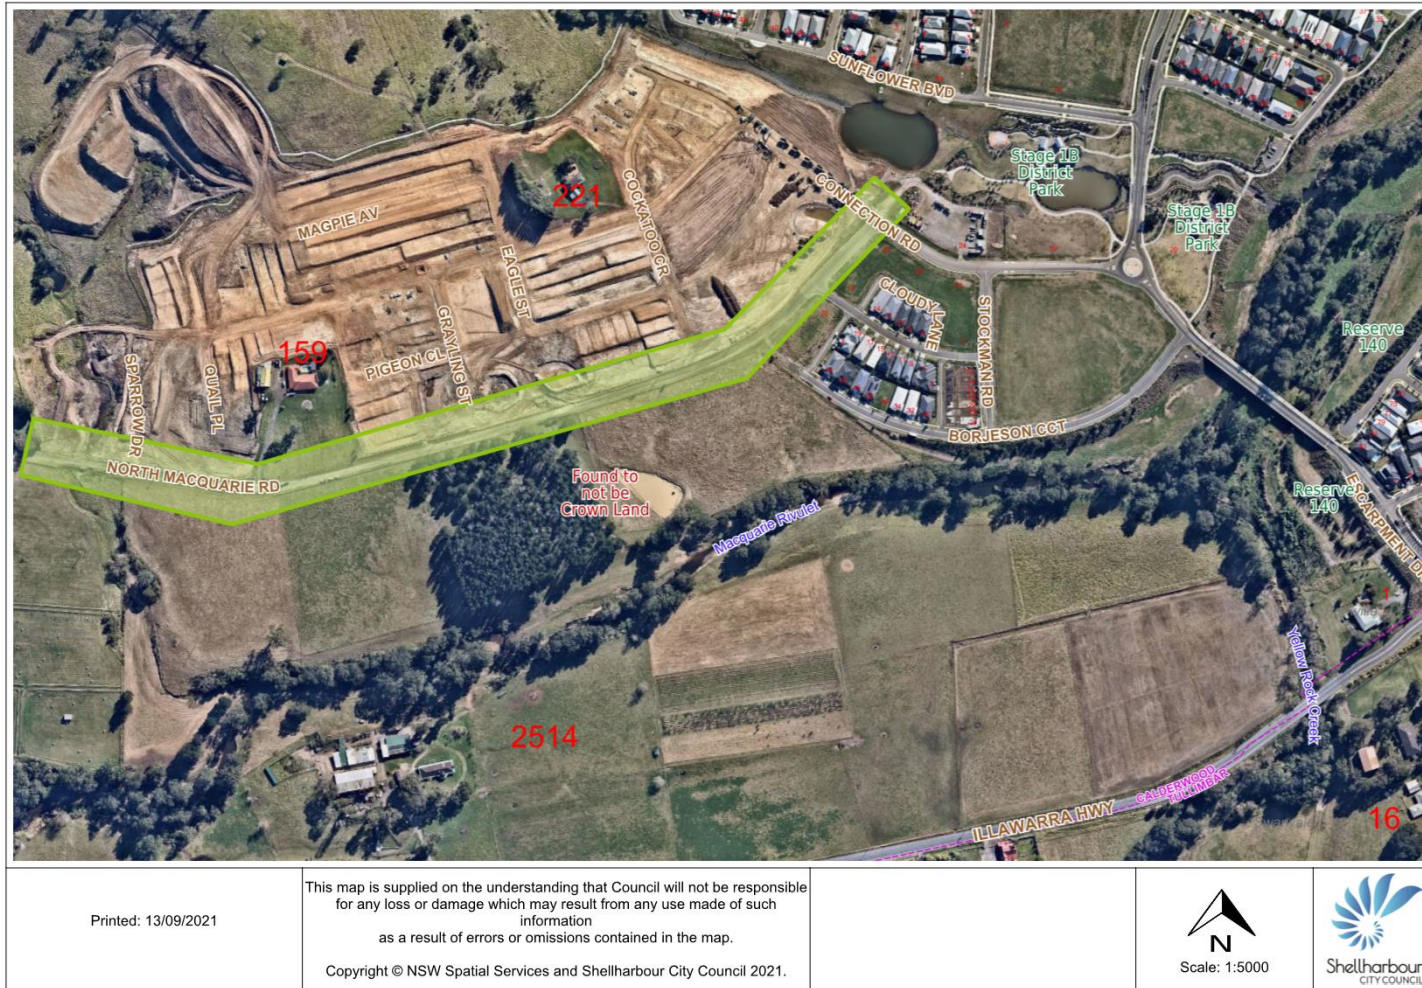 SUNFLOWER BVD
Stage 1B
District
Park
Stage 1B
District
Park
221
COCKATOO CR
CONNECTION RD
MAGPIE AV
EAGLE ST
CLOUDY LANE
STOCKMAN RD
GRAYLING ST
PIGEON CL
159
SPARROW DR
QUAIL PL
Reserve
140
BORJESON CCT
NORTH MACQUARIE RD
Found to
not be
Crown Land
Reserve
140
ESCARPMENT DR
Macquarie Rivulet
1
Yellow Rock Creek
2514
CALDERWOOD
TULLIMBAR
ILLAWARRA HWY
16
Printed: 13/09/2021
This map is supplied on the understanding that Council will not be responsible
for any loss or damage which may result from any use made of such
information
as a result of errors or omissions contained in the map.
Copyright © NSW Spatial Services and Shellharbour City Council 2021.
N
Scale: 1:5000
Shellharbour
CITY COUNCIL